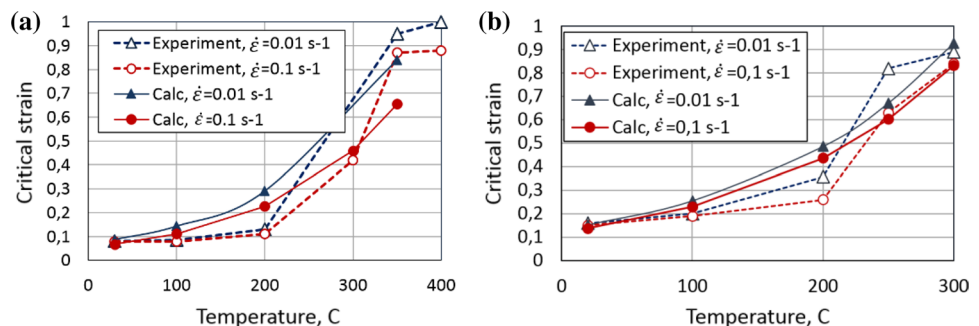 (a)
Critical strain
1
0,9
0,8
0,7
0,6
0,5
0,4
0,3
0,2
0,1
0
Experiment, ε̇=0.01 s-1
Experiment, ε̇=0.1 s-1
Calc, ε̇=0.01 s-1
Calc, ε̇=0.1 s-1
0 100 200 300 400
Temperature, C
(b)
Critical strain
1
0,9
0,8
0,7
0,6
0,5
0,4
0,3
0,2
0,1
0
Experiment, ε̇=0.01 s-1
Experiment, ε̇=0,1 s-1
Calc, ε̇=0.01 s-1
Calc, ε̇=0,1 s-1
0 100 200 300
Temperature, C